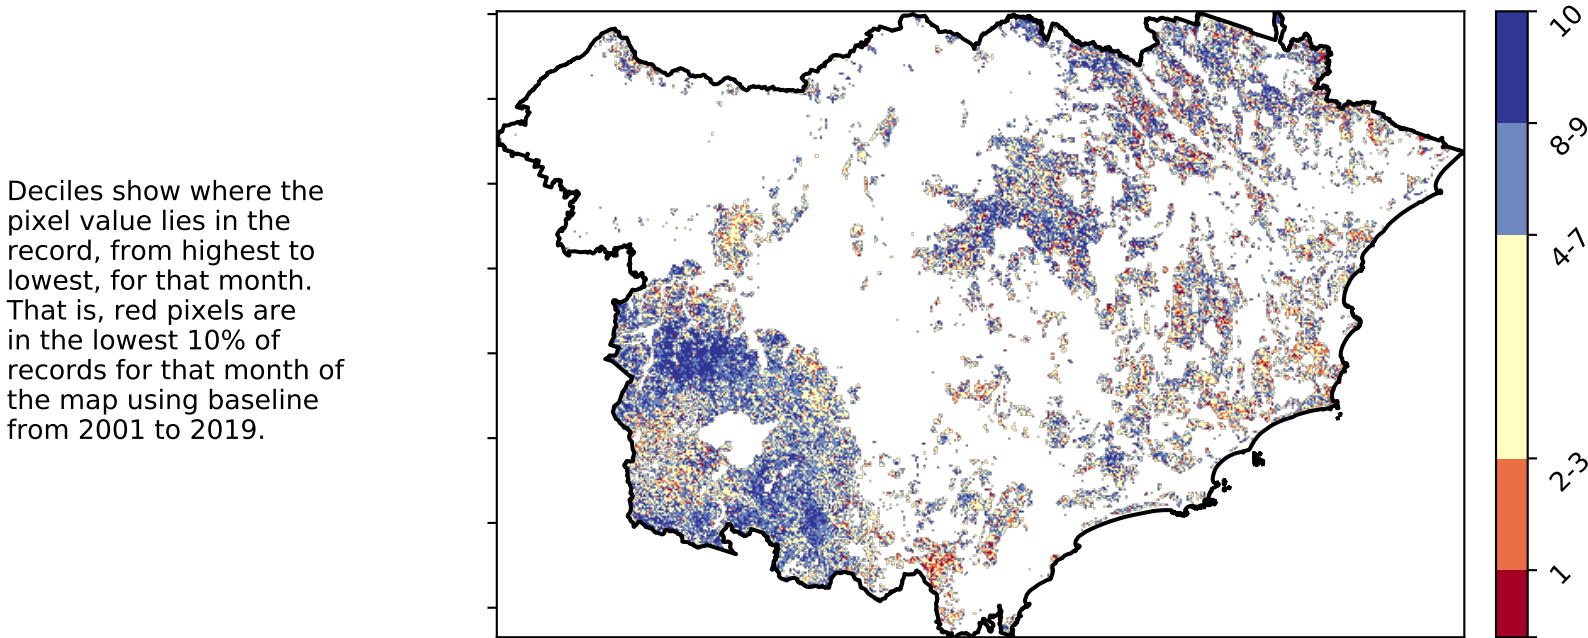 Deciles show where the
pixel value lies in the
record, from highest to
lowest, for that month.
That is, red pixels are
in the lowest 10% of
records for that month of
the map using baseline
from 2001 to 2019.
10
8-9
4-7
2-3
1